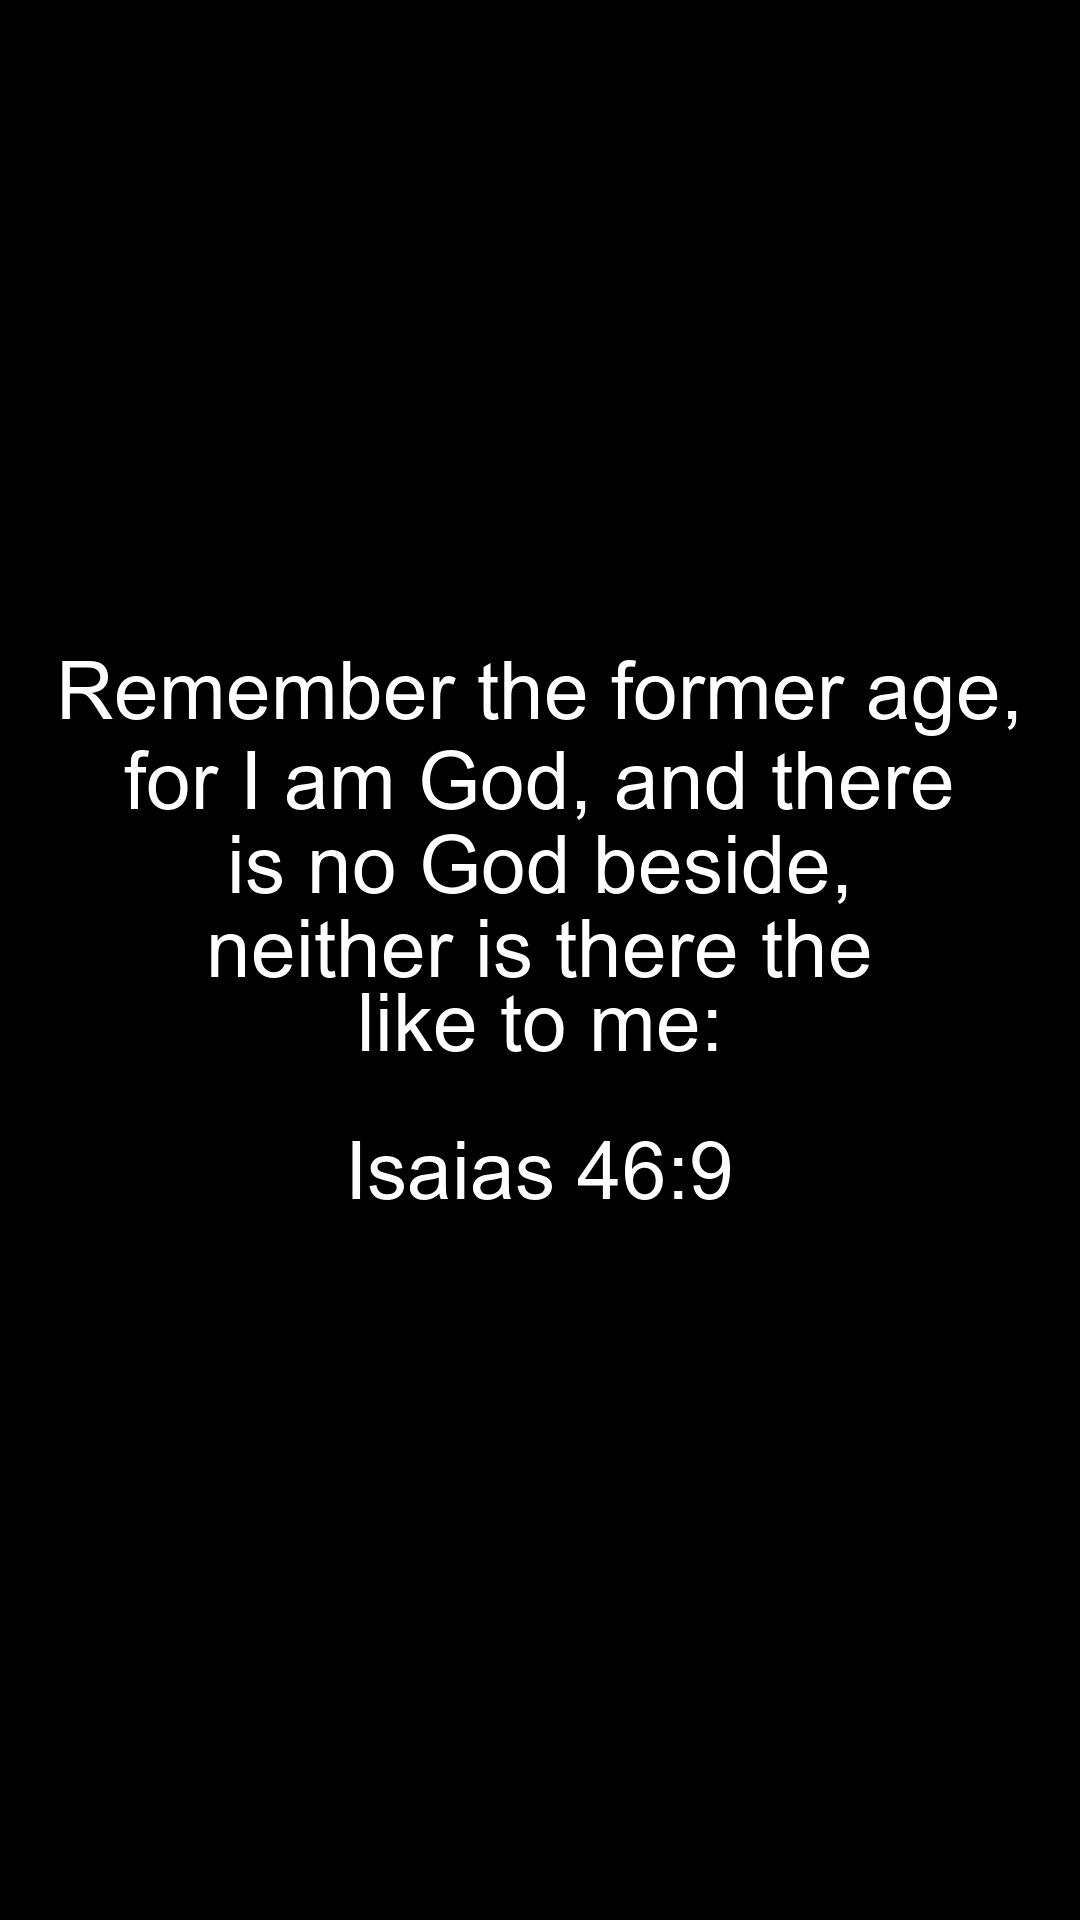 Remember the former age,
for I am God, and there
is no God beside,
neither is there the
like to me:
Isaias 46:9